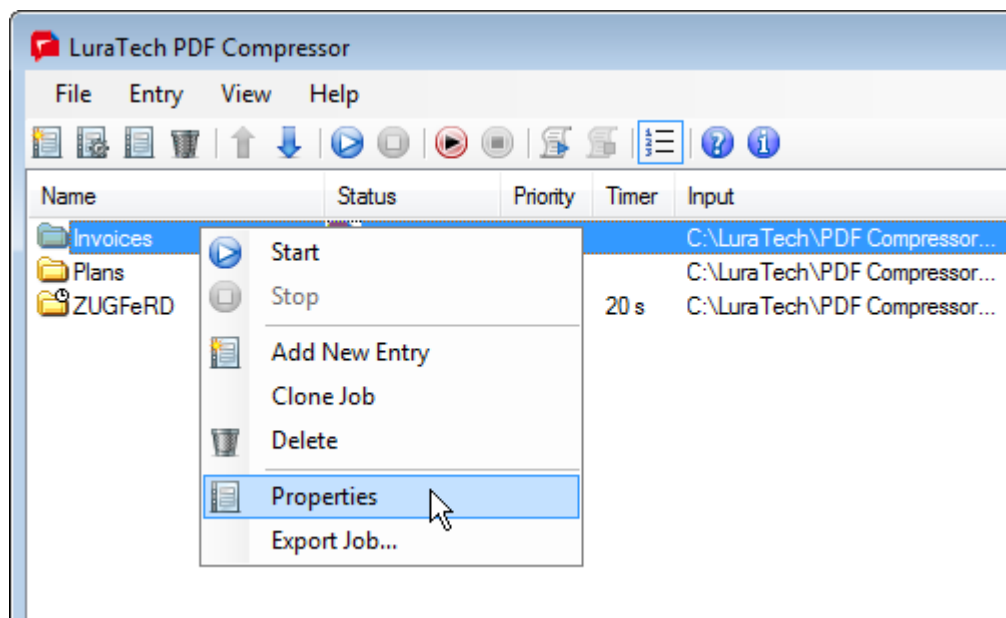 LuraTech PDF Compressor
File Entry View Help
Name Status Priority Timer Input
Invoices C:\LuraTech\PDF Compressor...
Plans C:\LuraTech\PDF Compressor...
ZUGFeRD 20 s C:\LuraTech\PDF Compressor...
Start
Stop
Add New Entry
Clone Job
Delete
Properties
Export Job...